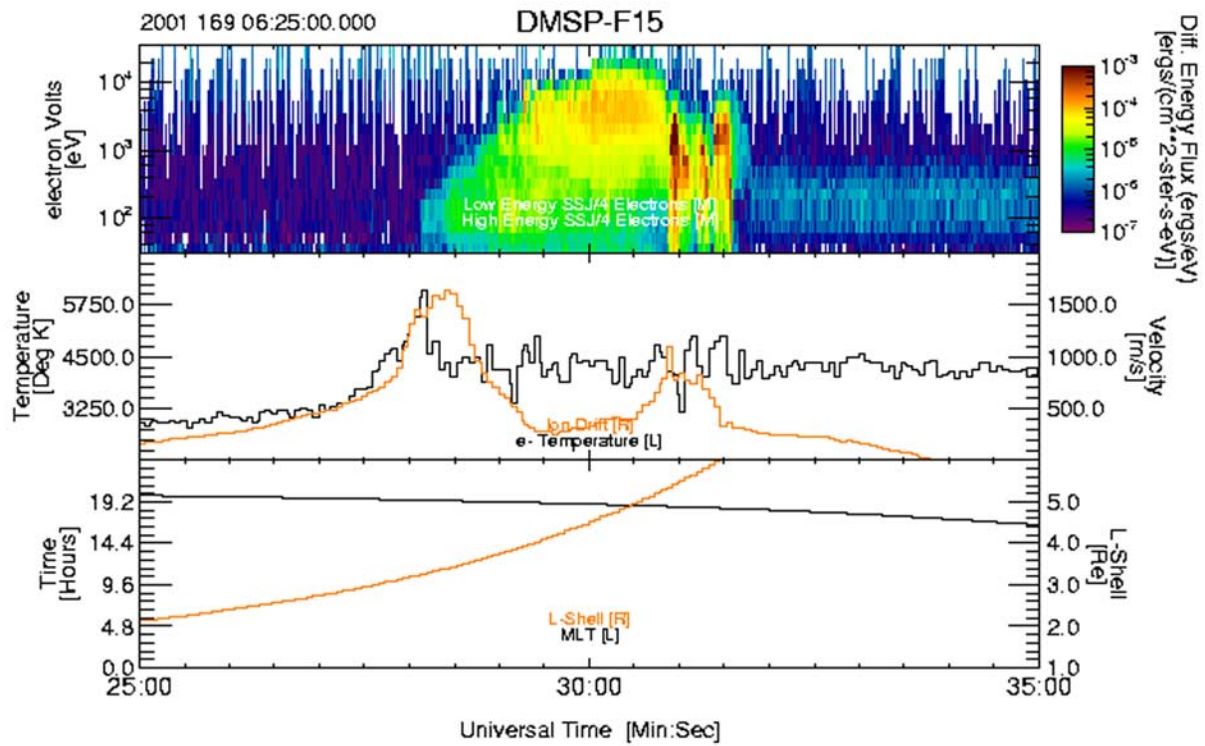 2001 169 06:25:00.000
DMSP-F15
electron Volts
[eV]
10^4
10^3
10^2
Low Energy SSJ/4 Electrons [M]
High Energy SSJ/4 Electrons [M]
10^-3
10^-4
10^-5
10^-6
10^-7
Diff. Energy Flux (ergs/eV)
[ergs/(cm**2-ster-s-eV)]
Temperature
[Deg K]
5750.0
4500.0
3250.0
Ion Drift [R]
e- Temperature [L]
1500.0
1000.0
500.0
Velocity
[m/s]
Time
[Hours]
19.2
14.4
9.6
4.8
0.0
L-Shell [R]
MLT [L]
5.0
4.0
3.0
2.0
1.0
L-Shell
[Re]
25:00
30:00
35:00
Universal Time [Min:Sec]